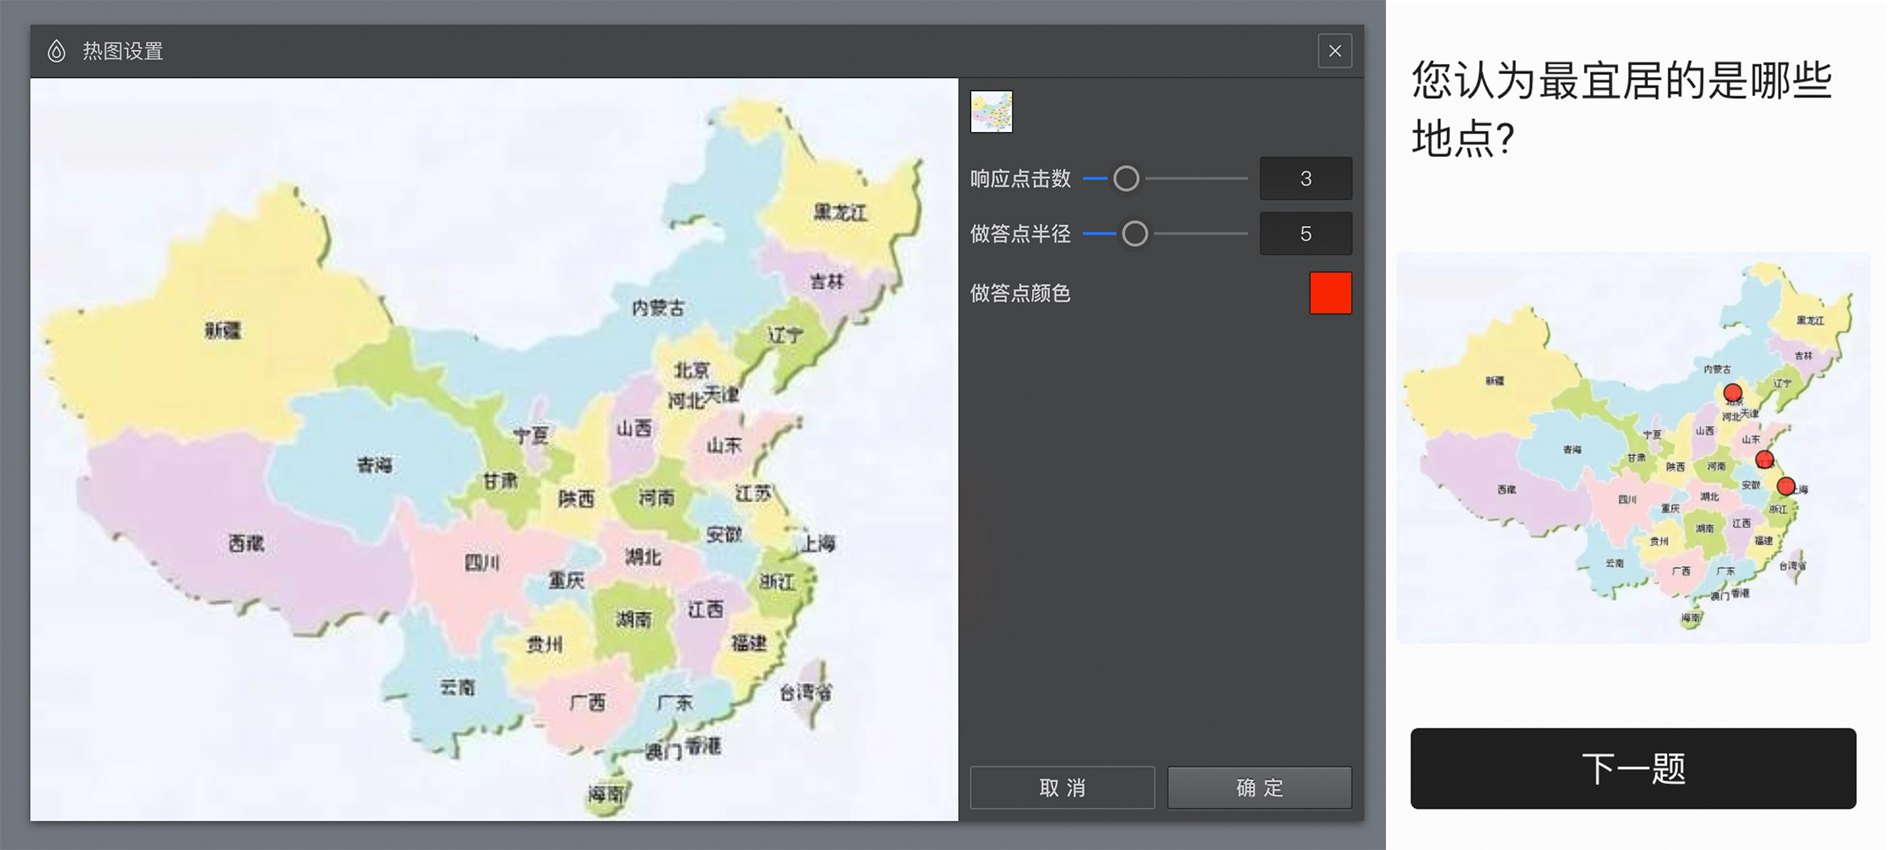 热图设置
黑龙江
吉林
内蒙古
辽宁
新疆
北京
河北
天津
山西
宁夏
山东
青海
甘肃
陕西
河南
江苏
安徽
西藏
上海
四川
湖北
重庆
浙江
江西
湖南
贵州
福建
云南
广西
广东
台湾省
澳门
香港
海南
响应点击数
3
做答点半径
5
做答点颜色
取消
确定
您认为最宜居的是哪些
地点?
黑龙江
吉林
内蒙古
辽宁
新疆
河北
天津
山西
宁夏
山东
青海
甘肃
陕西
河南
安徽
西藏
上海
四川
湖北
重庆
浙江
江西
湖南
贵州
福建
云南
广西
广东
台湾省
澳门
香港
海南
下一题